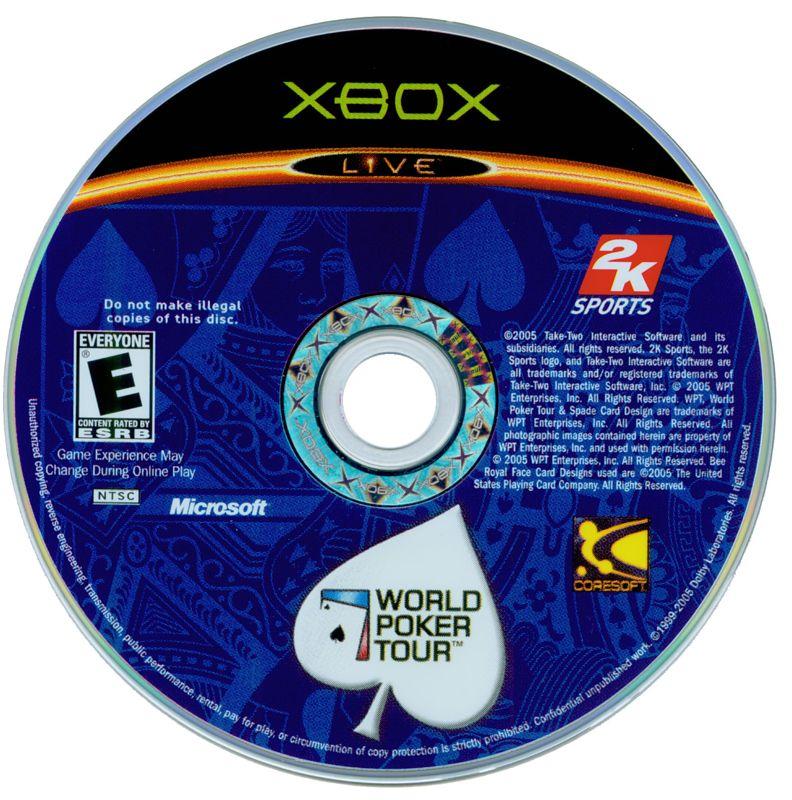 XBOX
LIVE™
2K
SPORTS
Do not make illegal
copies of this disc.
EVERYONE
E
®
CONTENT RATED BY
ESRB
Game Experience May
Change During Online Play
NTSC
Microsoft
©2005 Take-Two Interactive Software and its
subsidiaries. All rights reserved. 2K Sports, the 2K
Sports logo, and Take-Two Interactive Software are
all trademarks and/or registered trademarks of
Take-Two Interactive Software, Inc. © 2005 WPT
Enterprises, Inc. All Rights Reserved. WPT, World
Poker Tour & Spade Card Design are trademarks of
WPT Enterprises, Inc. All Rights Reserved. All
photographic images contained herein are property of
WPT Enterprises, Inc. and used with permission herein.
© 2005 WPT Enterprises, Inc. All Rights Reserved. Bee
Royal Face Card Designs used are ©2005 The United
States Playing Card Company. All Rights Reserved.
CORESOFT
WORLD
POKER
TOUR™
Unauthorized copying, reverse engineering, transmission, public performance, rental, pay for play, or circumvention of copy protection is strictly prohibited. Confidential unpublished work. ©1999-2005 Dolby Laboratories. All rights reserved.